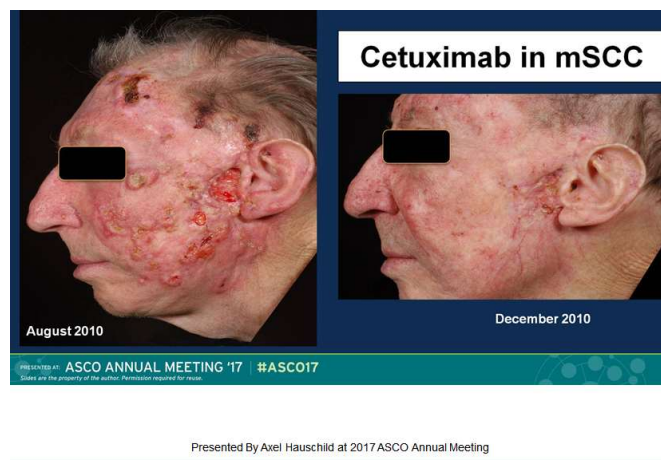 Cetuximab in mSCC
August 2010
December 2010
PRESENTED AT: ASCO ANNUAL MEETING '17 | #ASCO17
Slides are the property of the author. Permission required for reuse.
Presented By Axel Hauschild at 2017 ASCO Annual Meeting